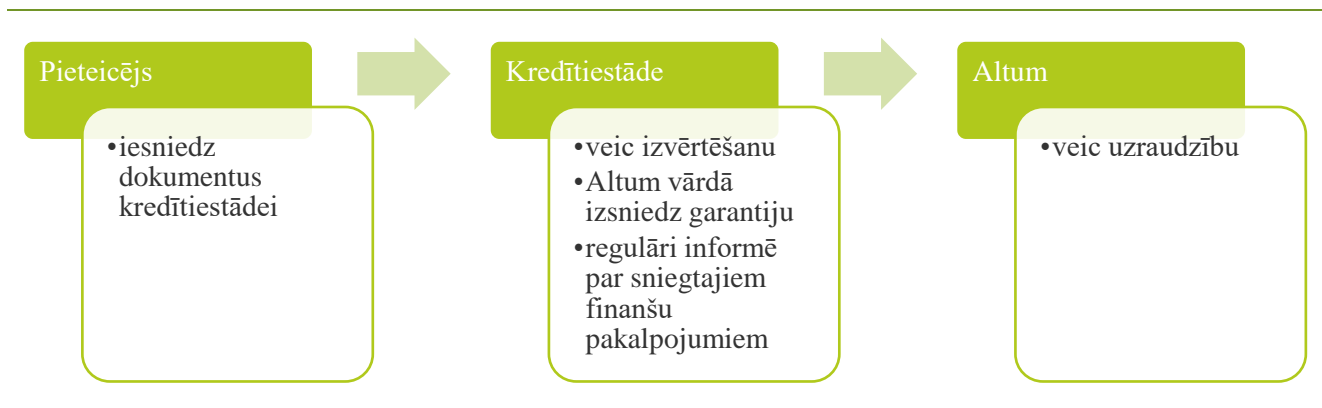 Pieteicējs
•iesniedz
dokumentus
kredītiestādei
Kredītiestāde
•veic izvērtēšanu
•Altum vārdā
izsniedz garantiju
•regulāri informē
par sniegtajiem
finanšu
pakalpojumiem
Altum
•veic uzraudzību